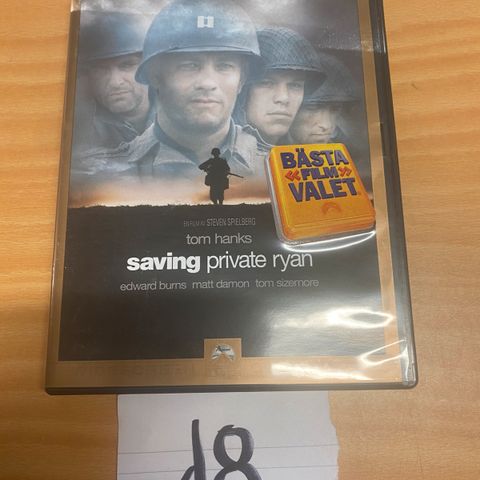 BÄSTA
«FILM»
VALET
EN FILM AV STEVEN SPIELBERG
tom hanks
saving private ryan
edward burns matt damon tom sizemore
d8